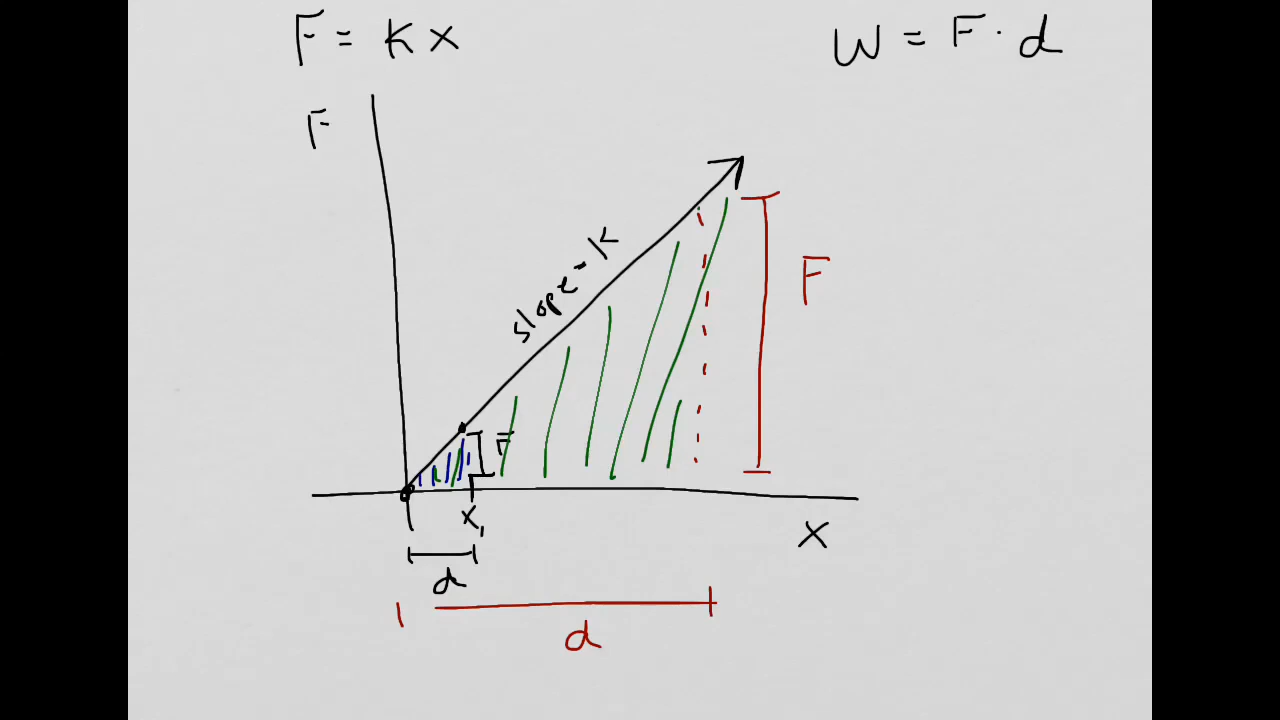 F = Kx
W = F · d
F
slope = K
F
F
x₁
x
d
d